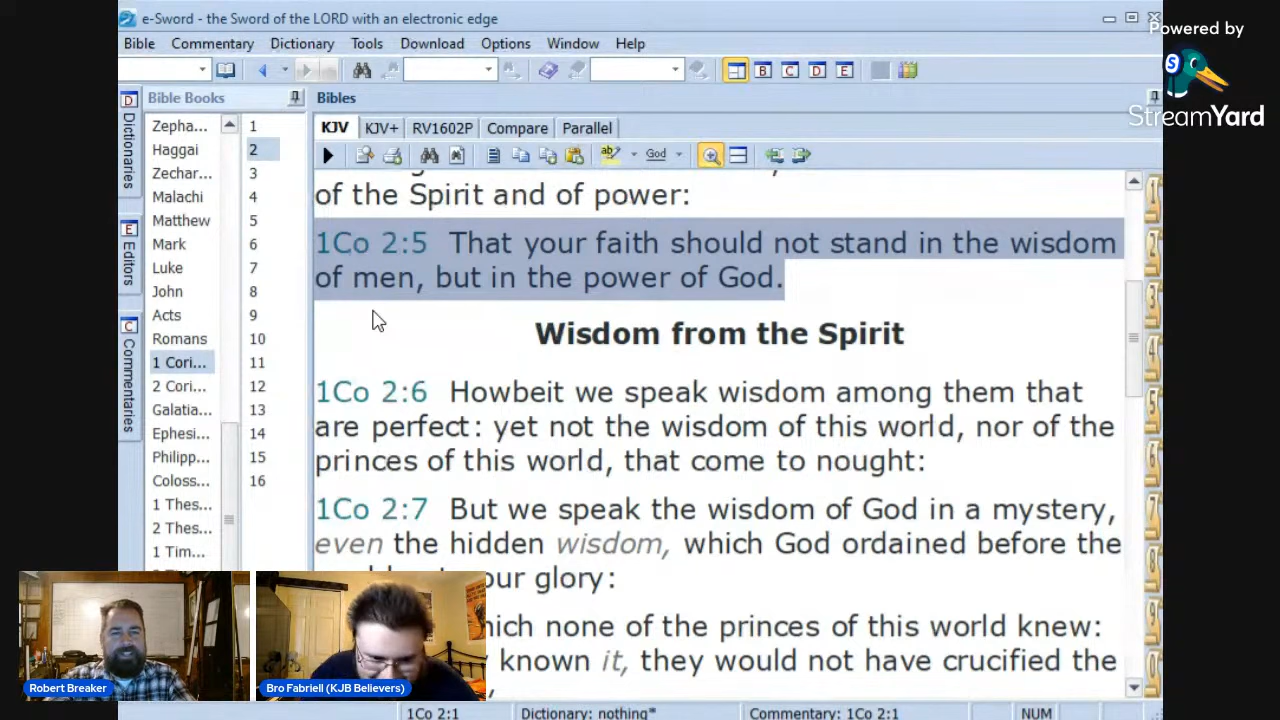 e-Sword - the Sword of the LORD with an electronic edge
Powered by
StreamYard
Bible Commentary Dictionary Tools Download Options Window Help
B C D E
Bible Books
Bibles
KJV KJV+ RV1602P Compare Parallel
God
D Dictionaries
E Editors
C Commentaries
Zepha...
Haggai
Zechar...
Malachi
Matthew
Mark
Luke
John
Acts
Romans
1 Cori...
2 Cori...
Galatia...
Ephesi...
Philipp...
Coloss...
1 Thes...
2 Thes...
1 Tim...
1
2
3
4
5
6
7
8
9
10
11
12
13
14
15
16
of the Spirit and of power:
1Co 2:5 That your faith should not stand in the wisdom
of men, but in the power of God.
Wisdom from the Spirit
1Co 2:6 Howbeit we speak wisdom among them that
are perfect: yet not the wisdom of this world, nor of the
princes of this world, that come to nought:
1Co 2:7 But we speak the wisdom of God in a mystery,
even the hidden wisdom, which God ordained before the
our glory:
none of the princes of this world knew:
known it, they would not have crucified the
Robert Breaker
Bro Fabriell (KJB Believers)
1Co 2:1 Dictionary: nothing* Commentary: 1Co 2:1 NUM